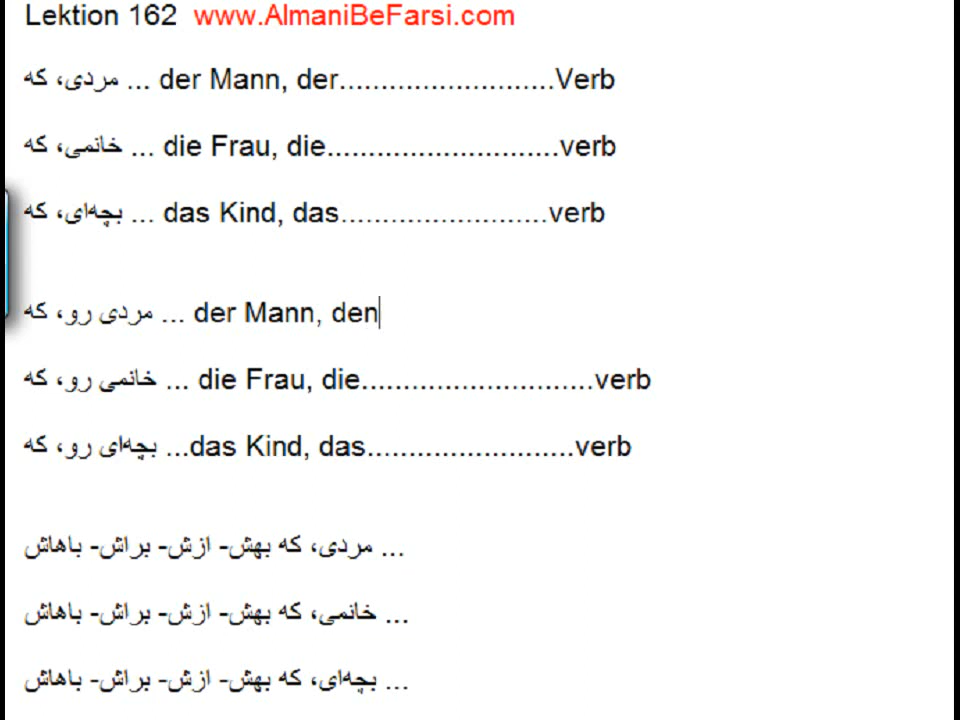 Lektion 162 www.AlmaniBeFarsi.com
مردی، که ... der Mann, der..........................Verb
خانمی، که ... die Frau, die............................verb
بچه‌ای، که ... das Kind, das.........................verb
مردی رو، که ... der Mann, den
خانمی رو، که ... die Frau, die............................verb
بچه‌ای رو، که ...das Kind, das.........................verb
مردی، که بهش- ازش- براش- باهاش ...
خانمی، که بهش- ازش- براش- باهاش ...
بچه‌ای، که بهش- ازش- براش- باهاش ...